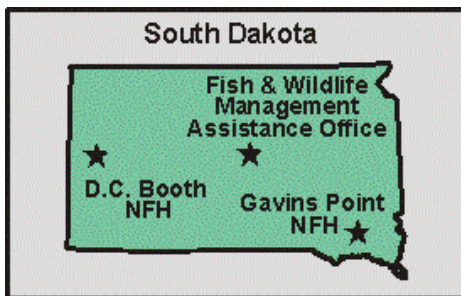 South Dakota
Fish & Wildlife
Management
Assistance Office
D.C. Booth
NFH
Gavins Point
NFH